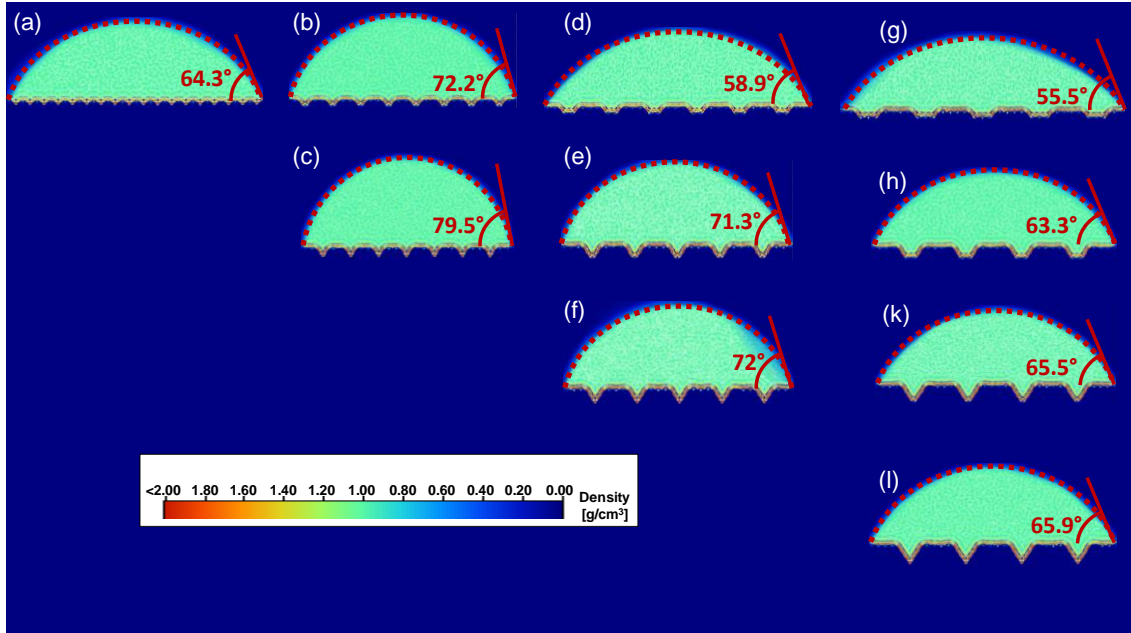 (a)
64.3°
(b)
72.2°
(d)
58.9°
(g)
55.5°
(c)
79.5°
(e)
71.3°
(h)
63.3°
(f)
72°
(k)
65.5°
(l)
65.9°
<2.00 1.80 1.60 1.40 1.20 1.00 0.80 0.60 0.40 0.20 0.00 Density
[g/cm³]